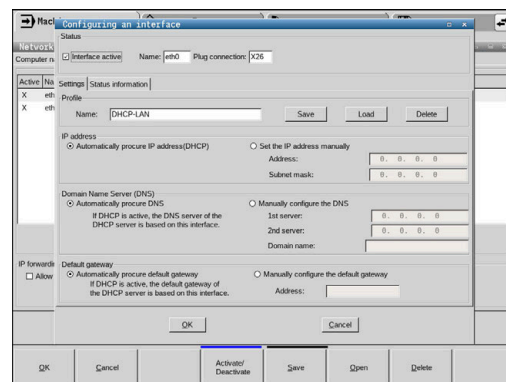 Configuring an interface
Status
Interface active Name: eth0 Plug connection: X26
Computer n
Active Na
X eth
X eth
Settings Status information
Profile
Name: DHCP-LAN Save Load Delete
IP address
Automatically procure IP address(DHCP) Set the IP address manually
Address: 0. 0. 0. 0
Subnet mask: 0. 0. 0. 0
Domain Name Server (DNS)
Automatically procure DNS Manually configure the DNS
If DHCP is active, the DNS server of the
DHCP server is based on this interface.
1st server: 0. 0. 0. 0
2nd server: 0. 0. 0. 0
Domain name:
IP forwardi
Allow
Default gateway
Automatically procure default gateway Manually configure the default gateway
If DHCP is active, the default gateway of
the DHCP server is based on this interface.
Address:
OK Cancel
OK Cancel Activate/
Deactivate Save Open Delete